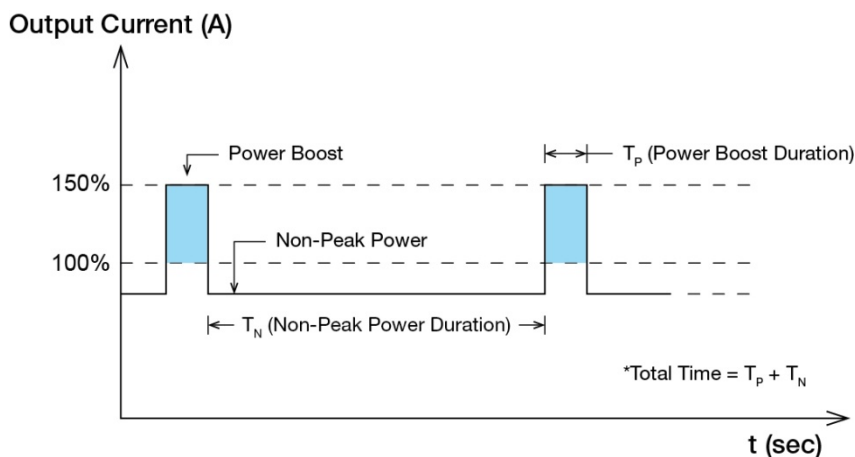 Output Current (A)
Power Boost
T_P (Power Boost Duration)
150%
Non-Peak Power
100%
T_N (Non-Peak Power Duration)
*Total Time = T_P + T_N
t (sec)